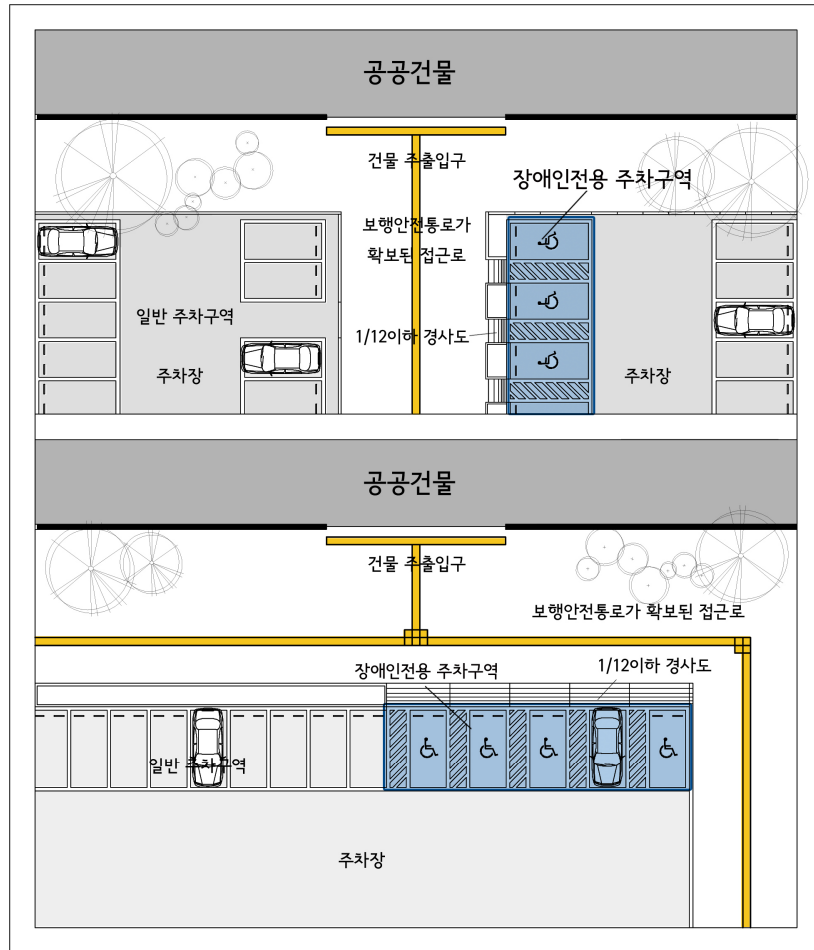 공공건물
건물 주출입구
장애인전용 주차구역
보행안전통로가
확보된 접근로
일반 주차구역
1/12이하 경사도
주차장
주차장
공공건물
건물 주출입구
보행안전통로가 확보된 접근로
장애인전용 주차구역
1/12이하 경사도
일반 주차구역
주차장